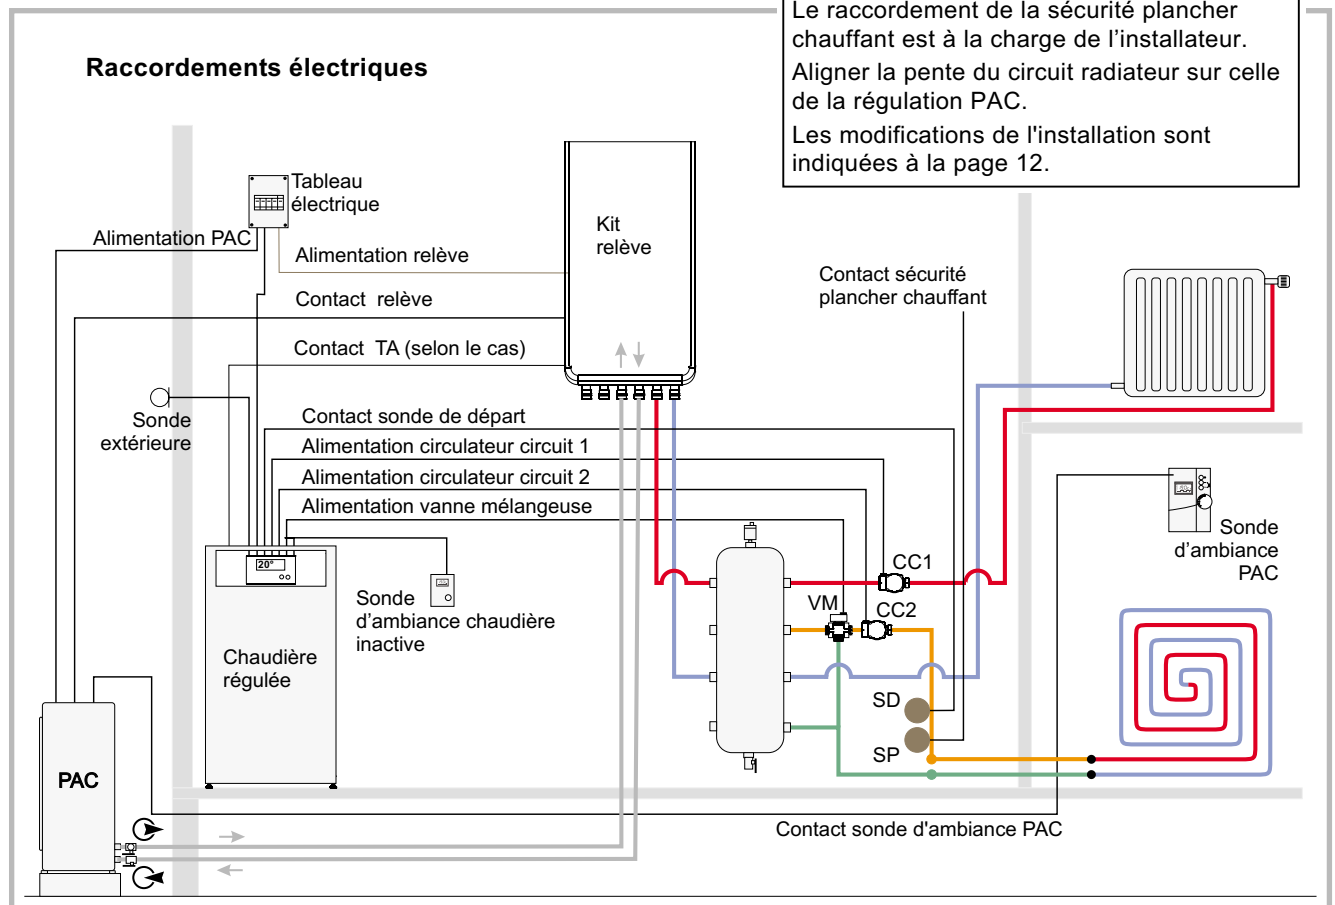 Le raccordement de la sécurité plancher
chauffant est à la charge de l'installateur.
Aligner la pente du circuit radiateur sur celle
de la régulation PAC.
Les modifications de l'installation sont
indiquées à la page 12.
Raccordements électriques
Tableau
électrique
Alimentation PAC
Alimentation relève
Contact relève
Contact TA (selon le cas)
Kit
relève
Contact sécurité
plancher chauffant
Sonde
extérieure
Contact sonde de départ
Alimentation circulateur circuit 1
Alimentation circulateur circuit 2
Alimentation vanne mélangeuse
20°
Sonde
d'ambiance chaudière
inactive
Chaudière
régulée
VM
CC1
CC2
SD
SP
Sonde
d'ambiance
PAC
PAC
Contact sonde d'ambiance PAC